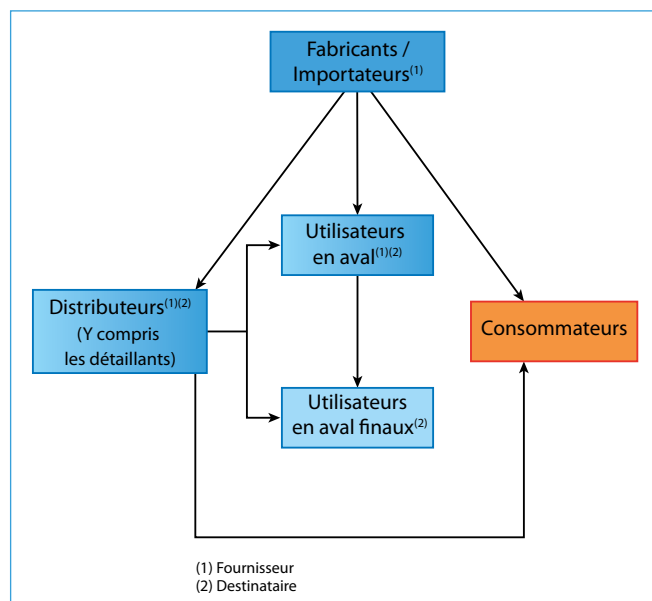 Fabricants /
Importateurs(1)
Utilisateurs
en aval(1)(2)
Distributeurs(1)(2)
(Y compris
les détaillants)
Consommateurs
Utilisateurs
en aval finaux(2)
(1) Fournisseur
(2) Destinataire